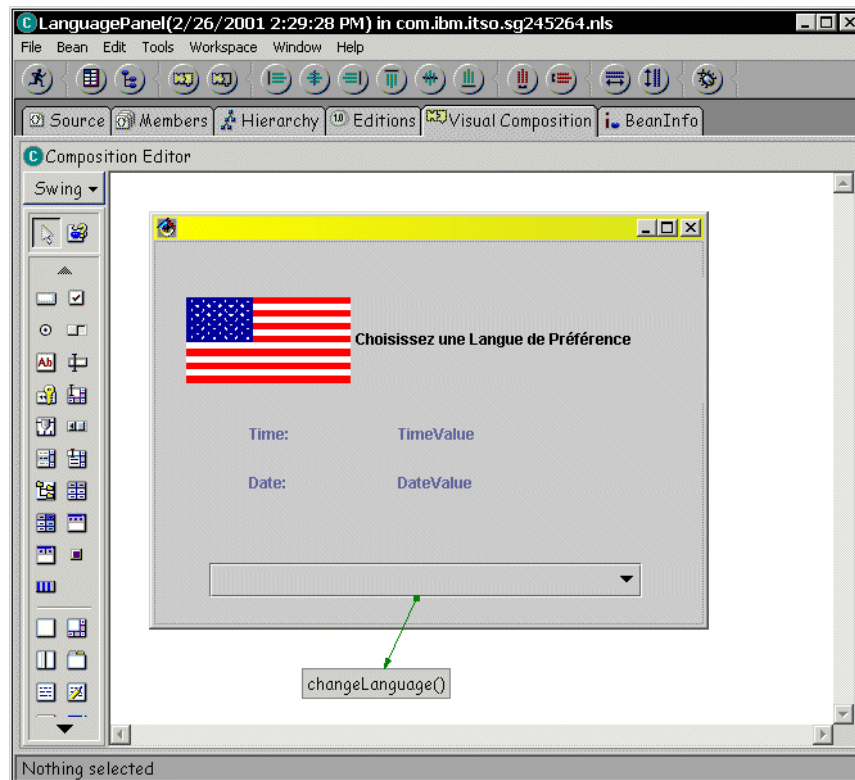 LanguagePanel(2/26/2001 2:29:28 PM) in com.ibm.itso.sg245264.nls
File Bean Edit Tools Workspace Window Help
Source Members Hierarchy Editions Visual Composition BeanInfo
Composition Editor
Swing
Choisissez une Langue de Préférence
Time: TimeValue
Date: DateValue
changeLanguage()
Nothing selected